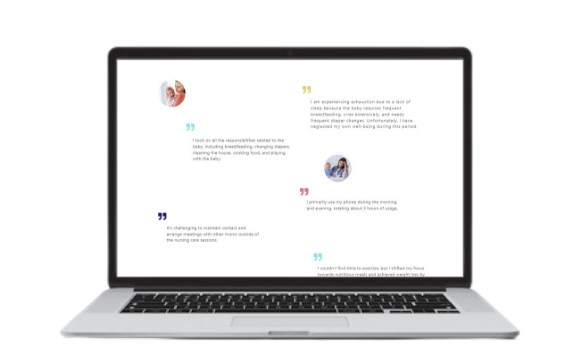 I am experiencing exhaustion due to a lack of
sleep because the baby requires frequent
breastfeeding, cries extensively, and needs
frequent diaper changes. Unfortunately, I have
neglected my own well-being during this period.
I took on all the responsibilities related to the
baby, including breastfeeding, changing diapers,
cleaning the house, cooking food, and playing
with the baby.
I primarily use my phone during the morning
and evening, totaling about 3 hours of usage.
It's challenging to maintain contact and
arrange meetings with other moms outside of
the nursing care sessions.
I couldn't find time to exercise, but I shifted my focus
towards nutritious meals and achieved weight loss by